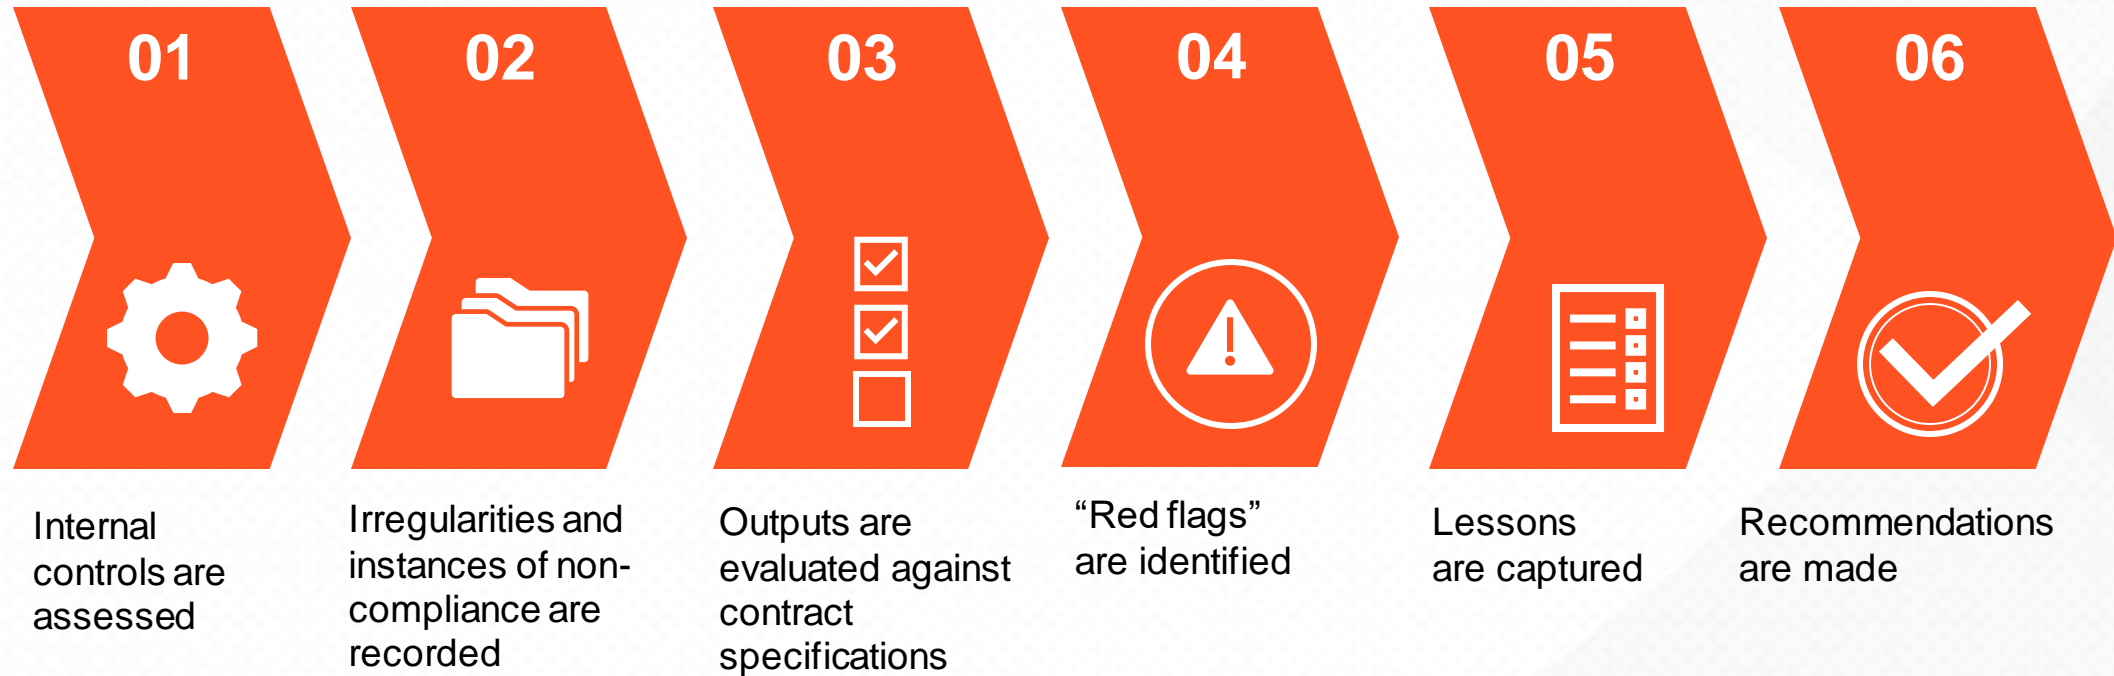 01
Internal
controls are
assessed
02
Irregularities and
instances of non-
compliance are
recorded
03
Outputs are
evaluated against
contract
specifications
04
“Red flags”
are identified
05
Lessons
are captured
06
Recommendations
are made